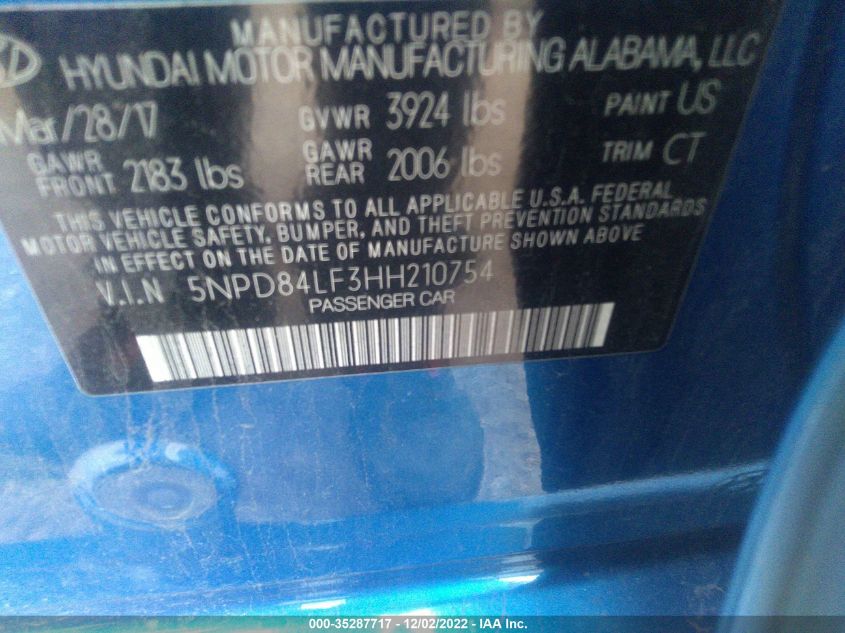 MANUFACTURED BY
HYUNDAI MOTOR MANUFACTURING ALABAMA, LLC
Mar/28/17 GVWR 3924 lbs PAINT US
GAWR FRONT 2183 lbs GAWR REAR 2006 lbs TRIM CT
THIS VEHICLE CONFORMS TO ALL APPLICABLE U.S.A. FEDERAL
MOTOR VEHICLE SAFETY, BUMPER, AND THEFT PREVENTION STANDARDS
IN EFFECT ON THE DATE OF MANUFACTURE SHOWN ABOVE
V.I.N 5NPD84LF3HH210754
PASSENGER CAR
000-35287717 - 12/02/2022 - IAA Inc.